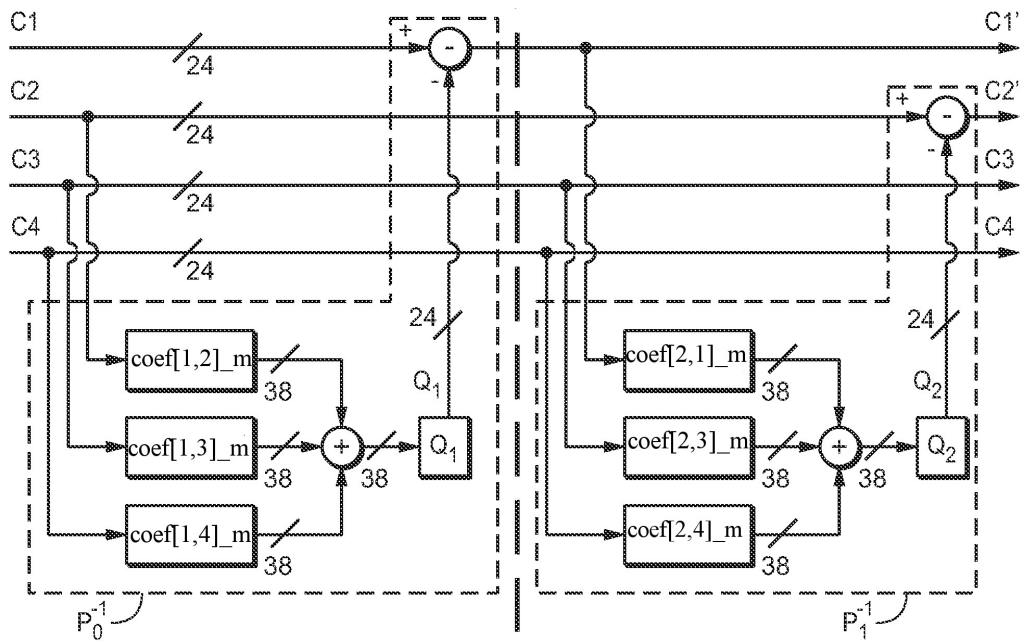 C1 24 + - - C1'
C2 24 + - - C2'
C3 24 C3
C4 24 C4
24 24
coef[1,2]_m 38 Q₁ coef[2,1]_m 38 Q₂
coef[1,3]_m 38 + 38 Q₁ coef[2,3]_m 38 + 38 Q₂
coef[1,4]_m 38 coef[2,4]_m 38
P₀⁻¹ P₁⁻¹